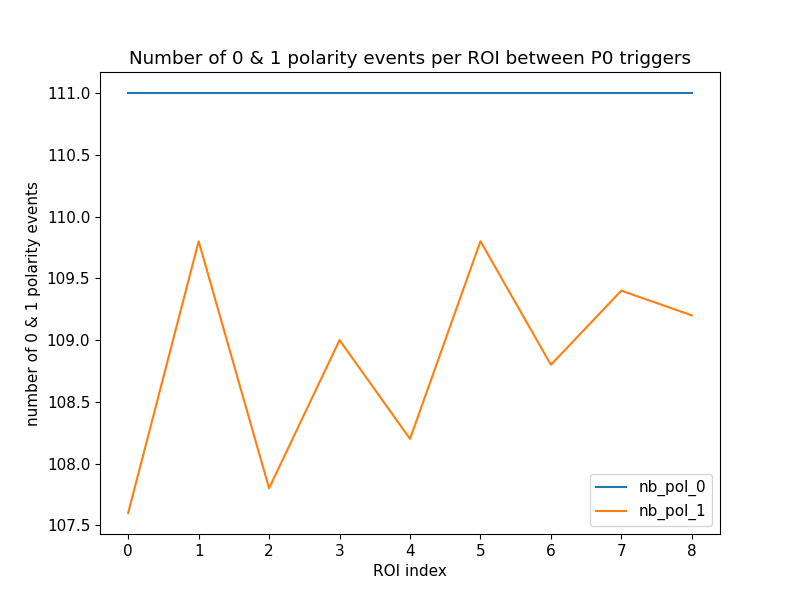 Number of 0 & 1 polarity events per ROI between P0 triggers
111.0
110.5
110.0
109.5
109.0
108.5
108.0
107.5
number of 0 & 1 polarity events
nb_pol_0
nb_pol_1
0 1 2 3 4 5 6 7 8
ROI index